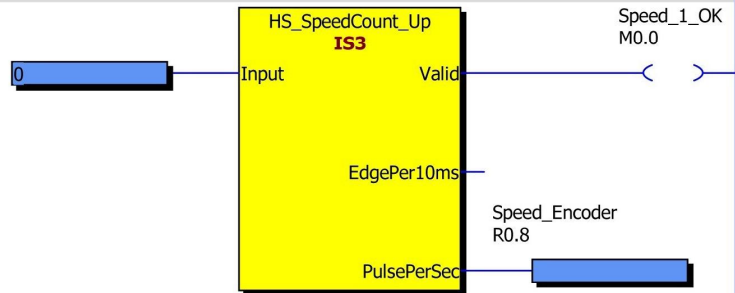 HS_SpeedCount_Up
IS3
Speed_1_OK
M0.0
0
Input
Valid
EdgePer10ms
Speed_Encoder
R0.8
PulsePerSec